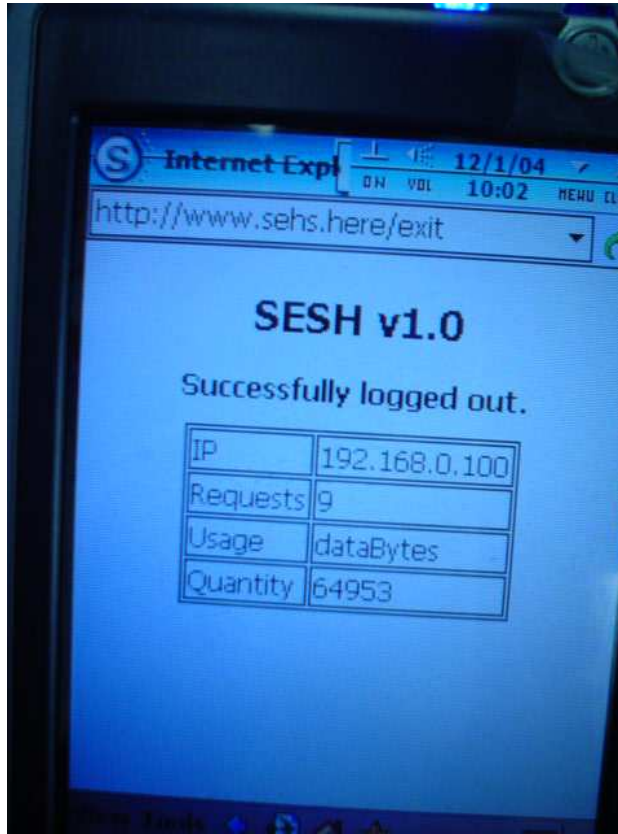 S Internet Expl
12/1/04
ON VOL 10:02 MENU
http://www.sehs.here/exit
SESH v1.0
Successfully logged out.
IP 192.168.0.100
Requests 9
Usage dataBytes
Quantity 64953
Tools